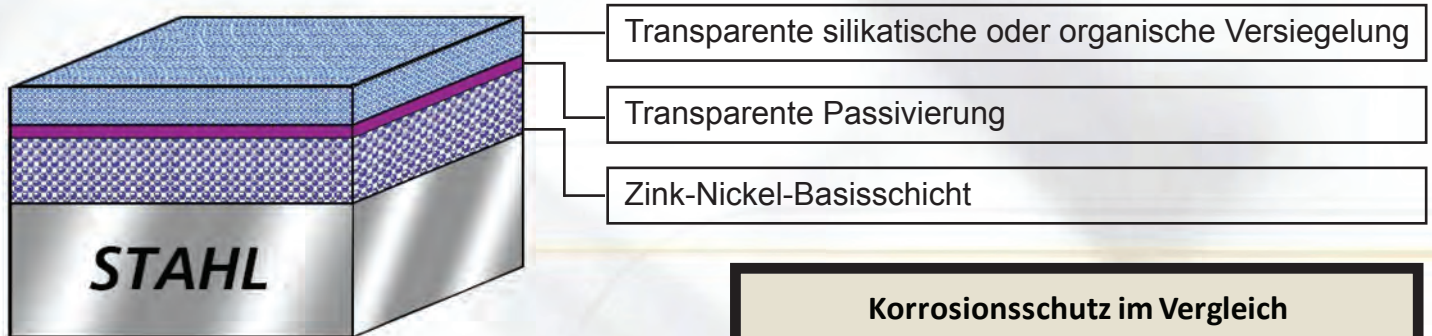 Transparente silikatische oder organische Versiegelung
Transparente Passivierung
Zink-Nickel-Basisschicht
STAHL
Korrosionsschutz im Vergleich